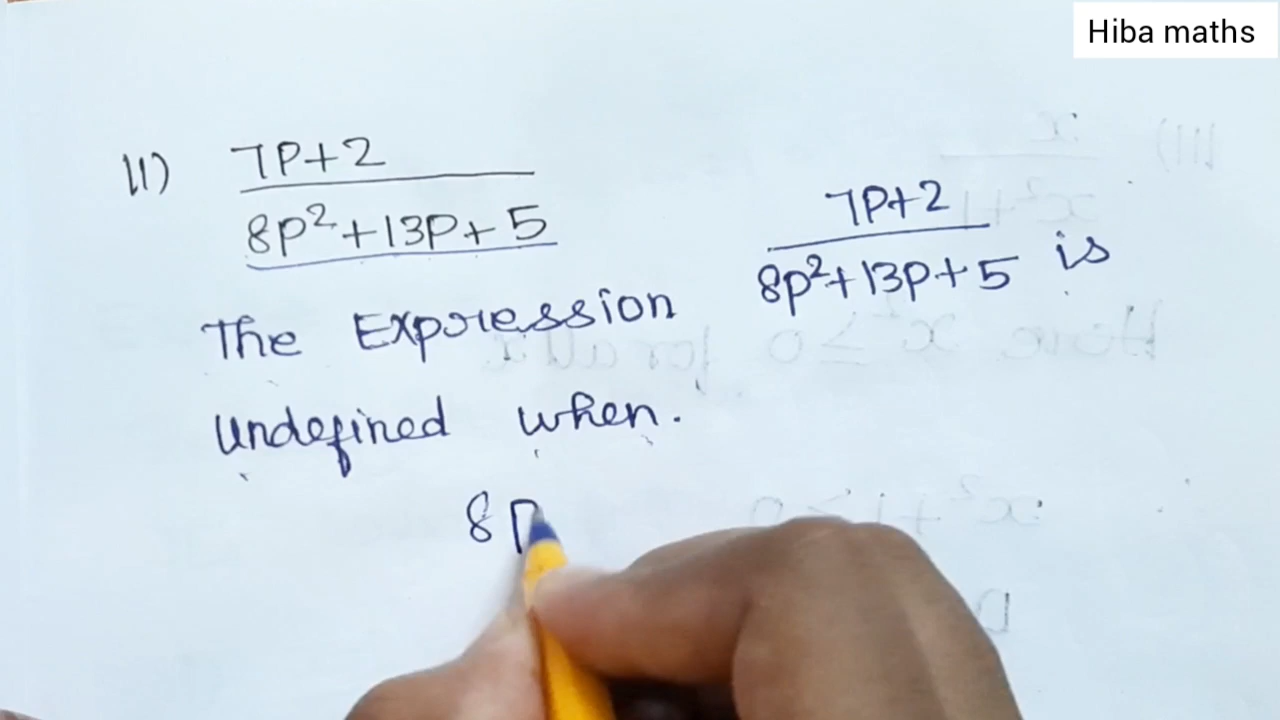 Hiba maths
II) 7P+2
8p²+13P+5
7P+2
The Expression 8p²+13p+5 is
undefined when.
8p